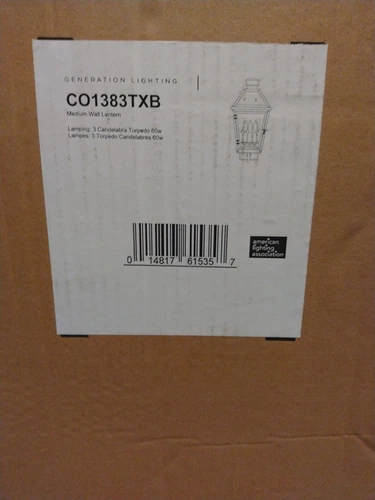 GENERATION LIGHTING
CO1383TXB
Medium Wall Lantern
Lamping: 3 Candelabra Torpedo 60w
Lampes: 3 Torpedo Candelabres 60w
0 14817 61535 7
american
lighting
association